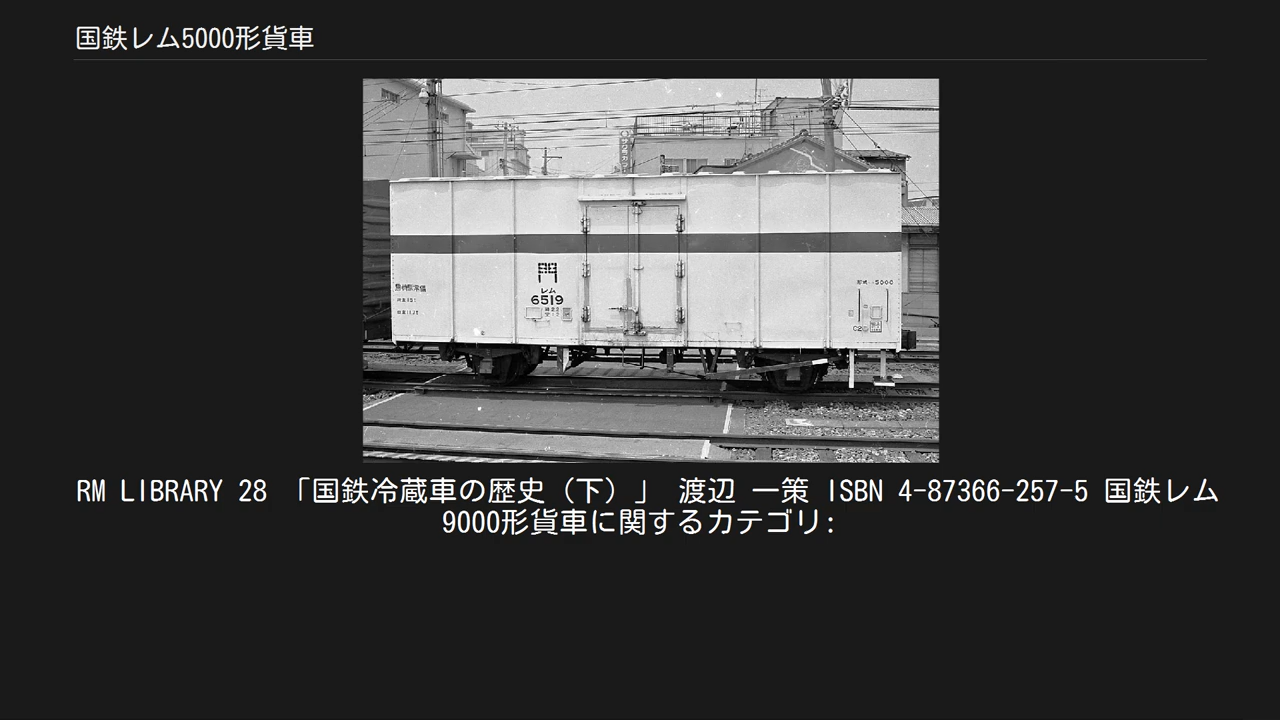 国鉄レム5000形貨車
門
レム
6519
RM LIBRARY 28 「国鉄冷蔵車の歴史（下）」 渡辺 一策 ISBN 4-87366-257-5 国鉄レム
9000形貨車に関するカテゴリ: